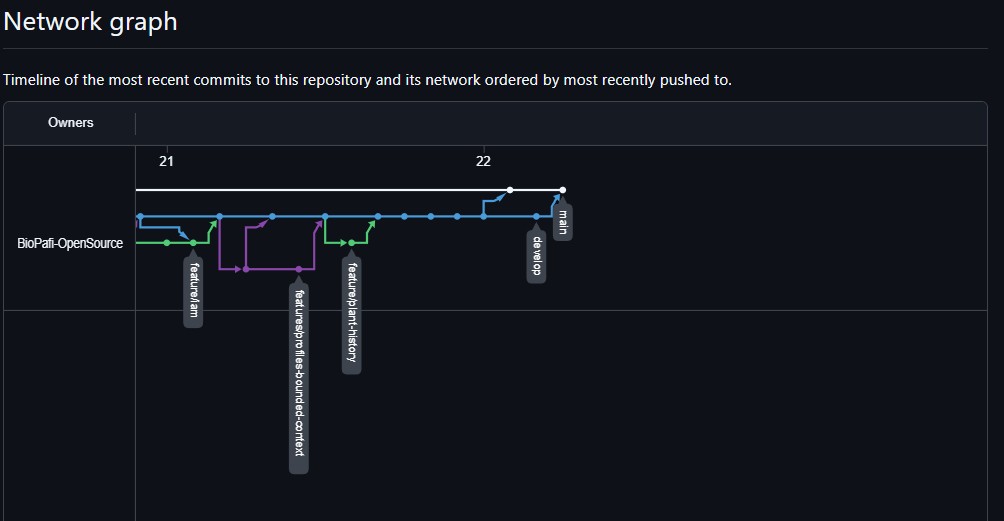 Network graph
Timeline of the most recent commits to this repository and its network ordered by most recently pushed to.
Owners
21
22
BioPafi-OpenSource
main
develop
feature/iam
feature/plant-history
features/profiles-bounded-context